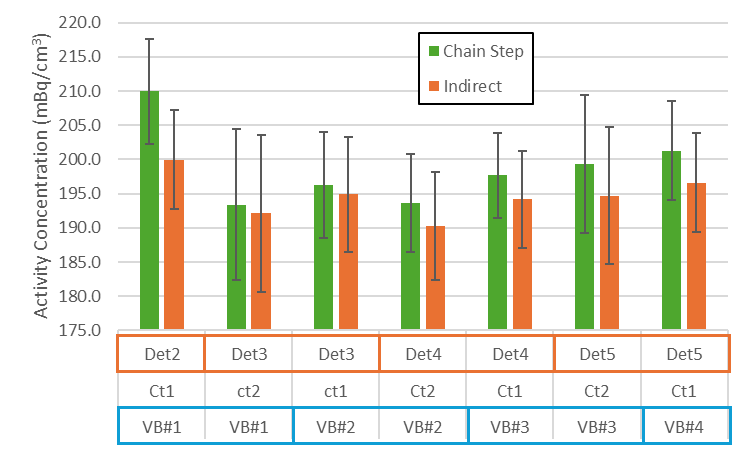 220.0
215.0
210.0
205.0
200.0
195.0
190.0
185.0
180.0
175.0
Activity Concentration (mBq/cm³)
Chain Step
Indirect
Det2 Det3 Det3 Det4 Det4 Det5 Det5
Ct1 ct2 ct1 Ct2 Ct1 Ct2 Ct1
VB#1 VB#1 VB#2 VB#2 VB#3 VB#3 VB#4